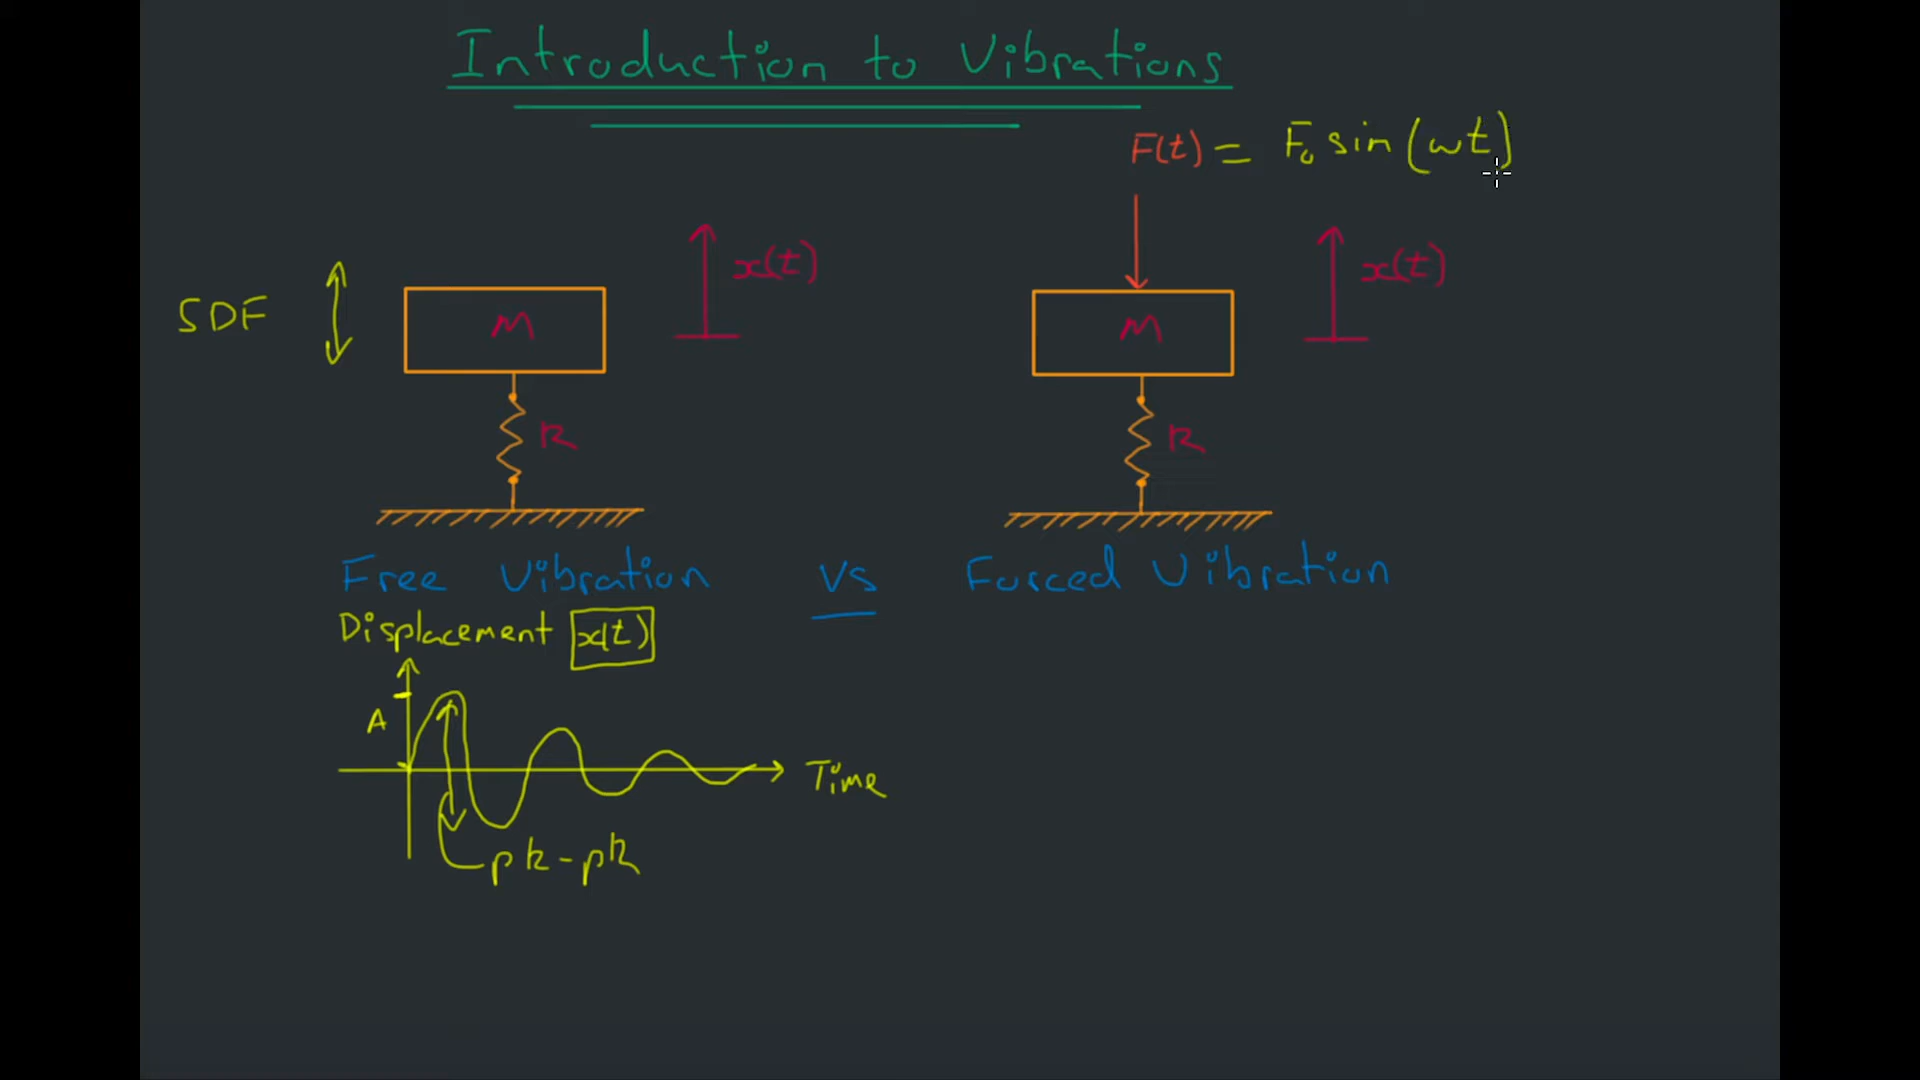 Introduction to Vibrations
F(t) = F₀ sin(ωt)
x(t)
x(t)
SDF
M
M
k
k
Free Vibration vs Forced Vibration
Displacement x(t)
A
Time
pk-pk